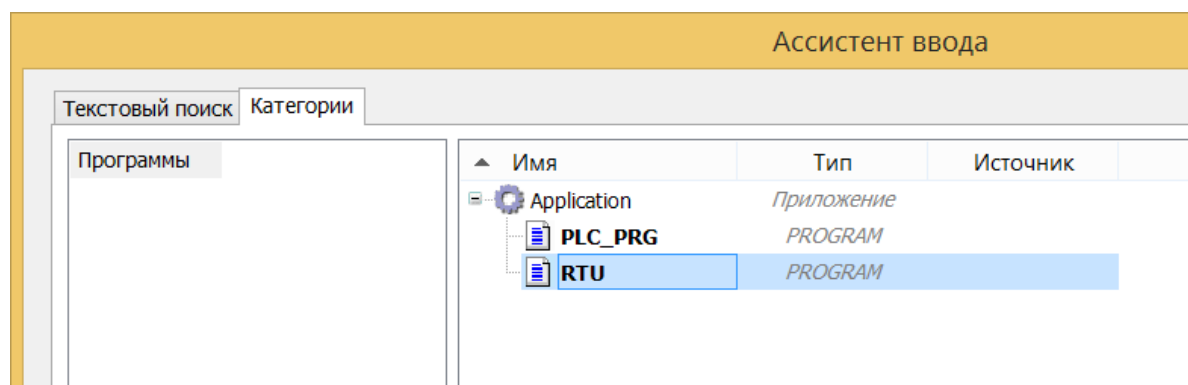 Ассистент ввода
Текстовый поиск Категории
Программы
Имя Тип Источник
Application Приложение
PLC_PRG PROGRAM
RTU PROGRAM